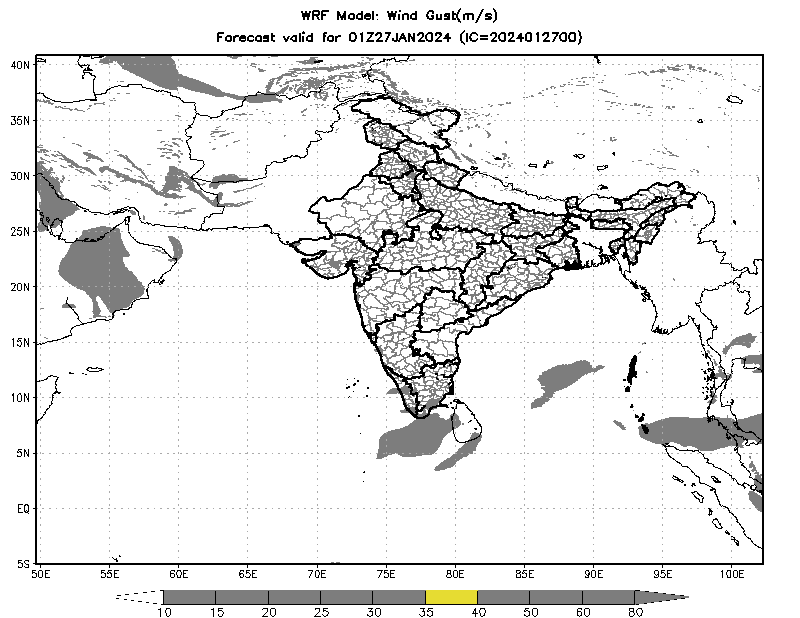 WRF Model: Wind Gust(m/s)
Forecast valid for 01Z27JAN2024 (IC=2024012700)
40N
35N
30N
25N
20N
15N
10N
5N
EQ
5S
50E 55E 60E 65E 70E 75E 80E 85E 90E 95E 100E
10 15 20 25 30 35 40 50 60 80